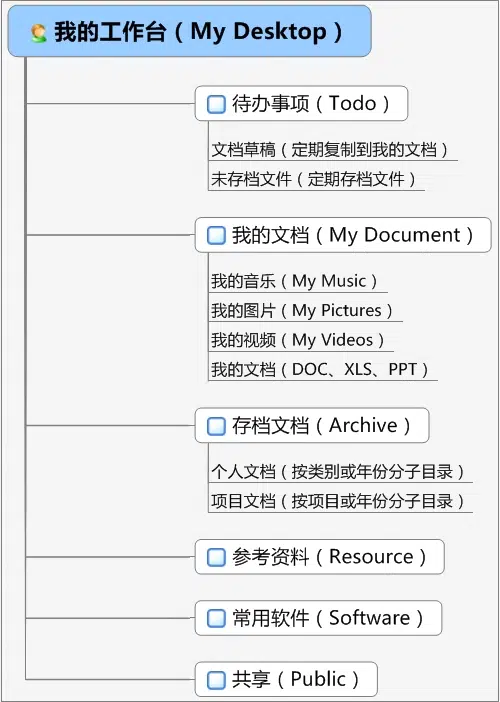 我的工作台（My Desktop）
待办事项（Todo）
文档草稿（定期复制到我的文档）
未存档文件（定期存档文件）
我的文档（My Document）
我的音乐（My Music）
我的图片（My Pictures）
我的视频（My Videos）
我的文档（DOC、XLS、PPT）
存档文档（Archive）
个人文档（按类别或年份分子目录）
项目文档（按项目或年份分子目录）
参考资料（Resource）
常用软件（Software）
共享（Public）